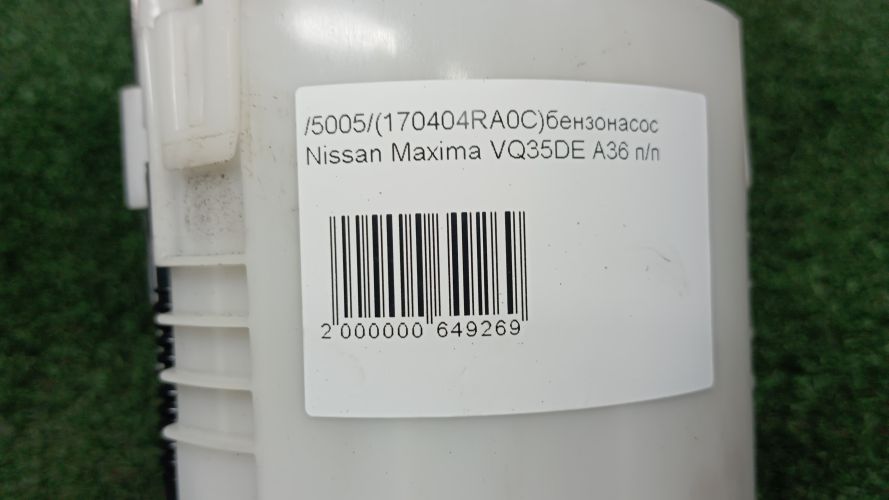 /5005/(170404RA0C)бензонасос
Nissan Maxima VQ35DE A36 п/п
2 000000 649269